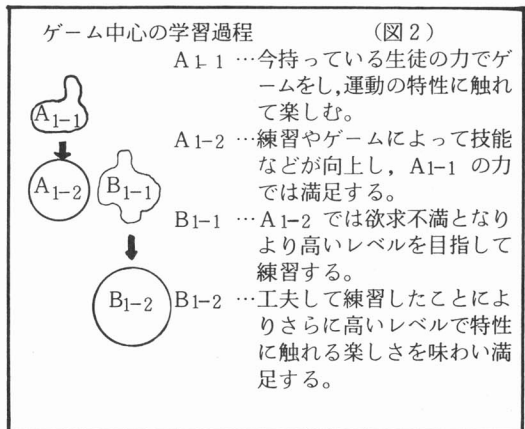 ゲーム中心の学習過程　　　　（図２）
A1-1 …今持っている生徒の力でゲ
ームをし,運動の特性に触れ
て楽しむ。
A1-2 …練習やゲームによって技能
などが向上し，A1-1 の力
では満足する。
B1-1 …A1-2 では欲求不満となり
より高いレベルを目指して
練習する。
B1-2 …工夫して練習したことによ
りさらに高いレベルで特性
に触れる楽しさを味わい満
足する。
A1-1
A1-2
B1-1
B1-2